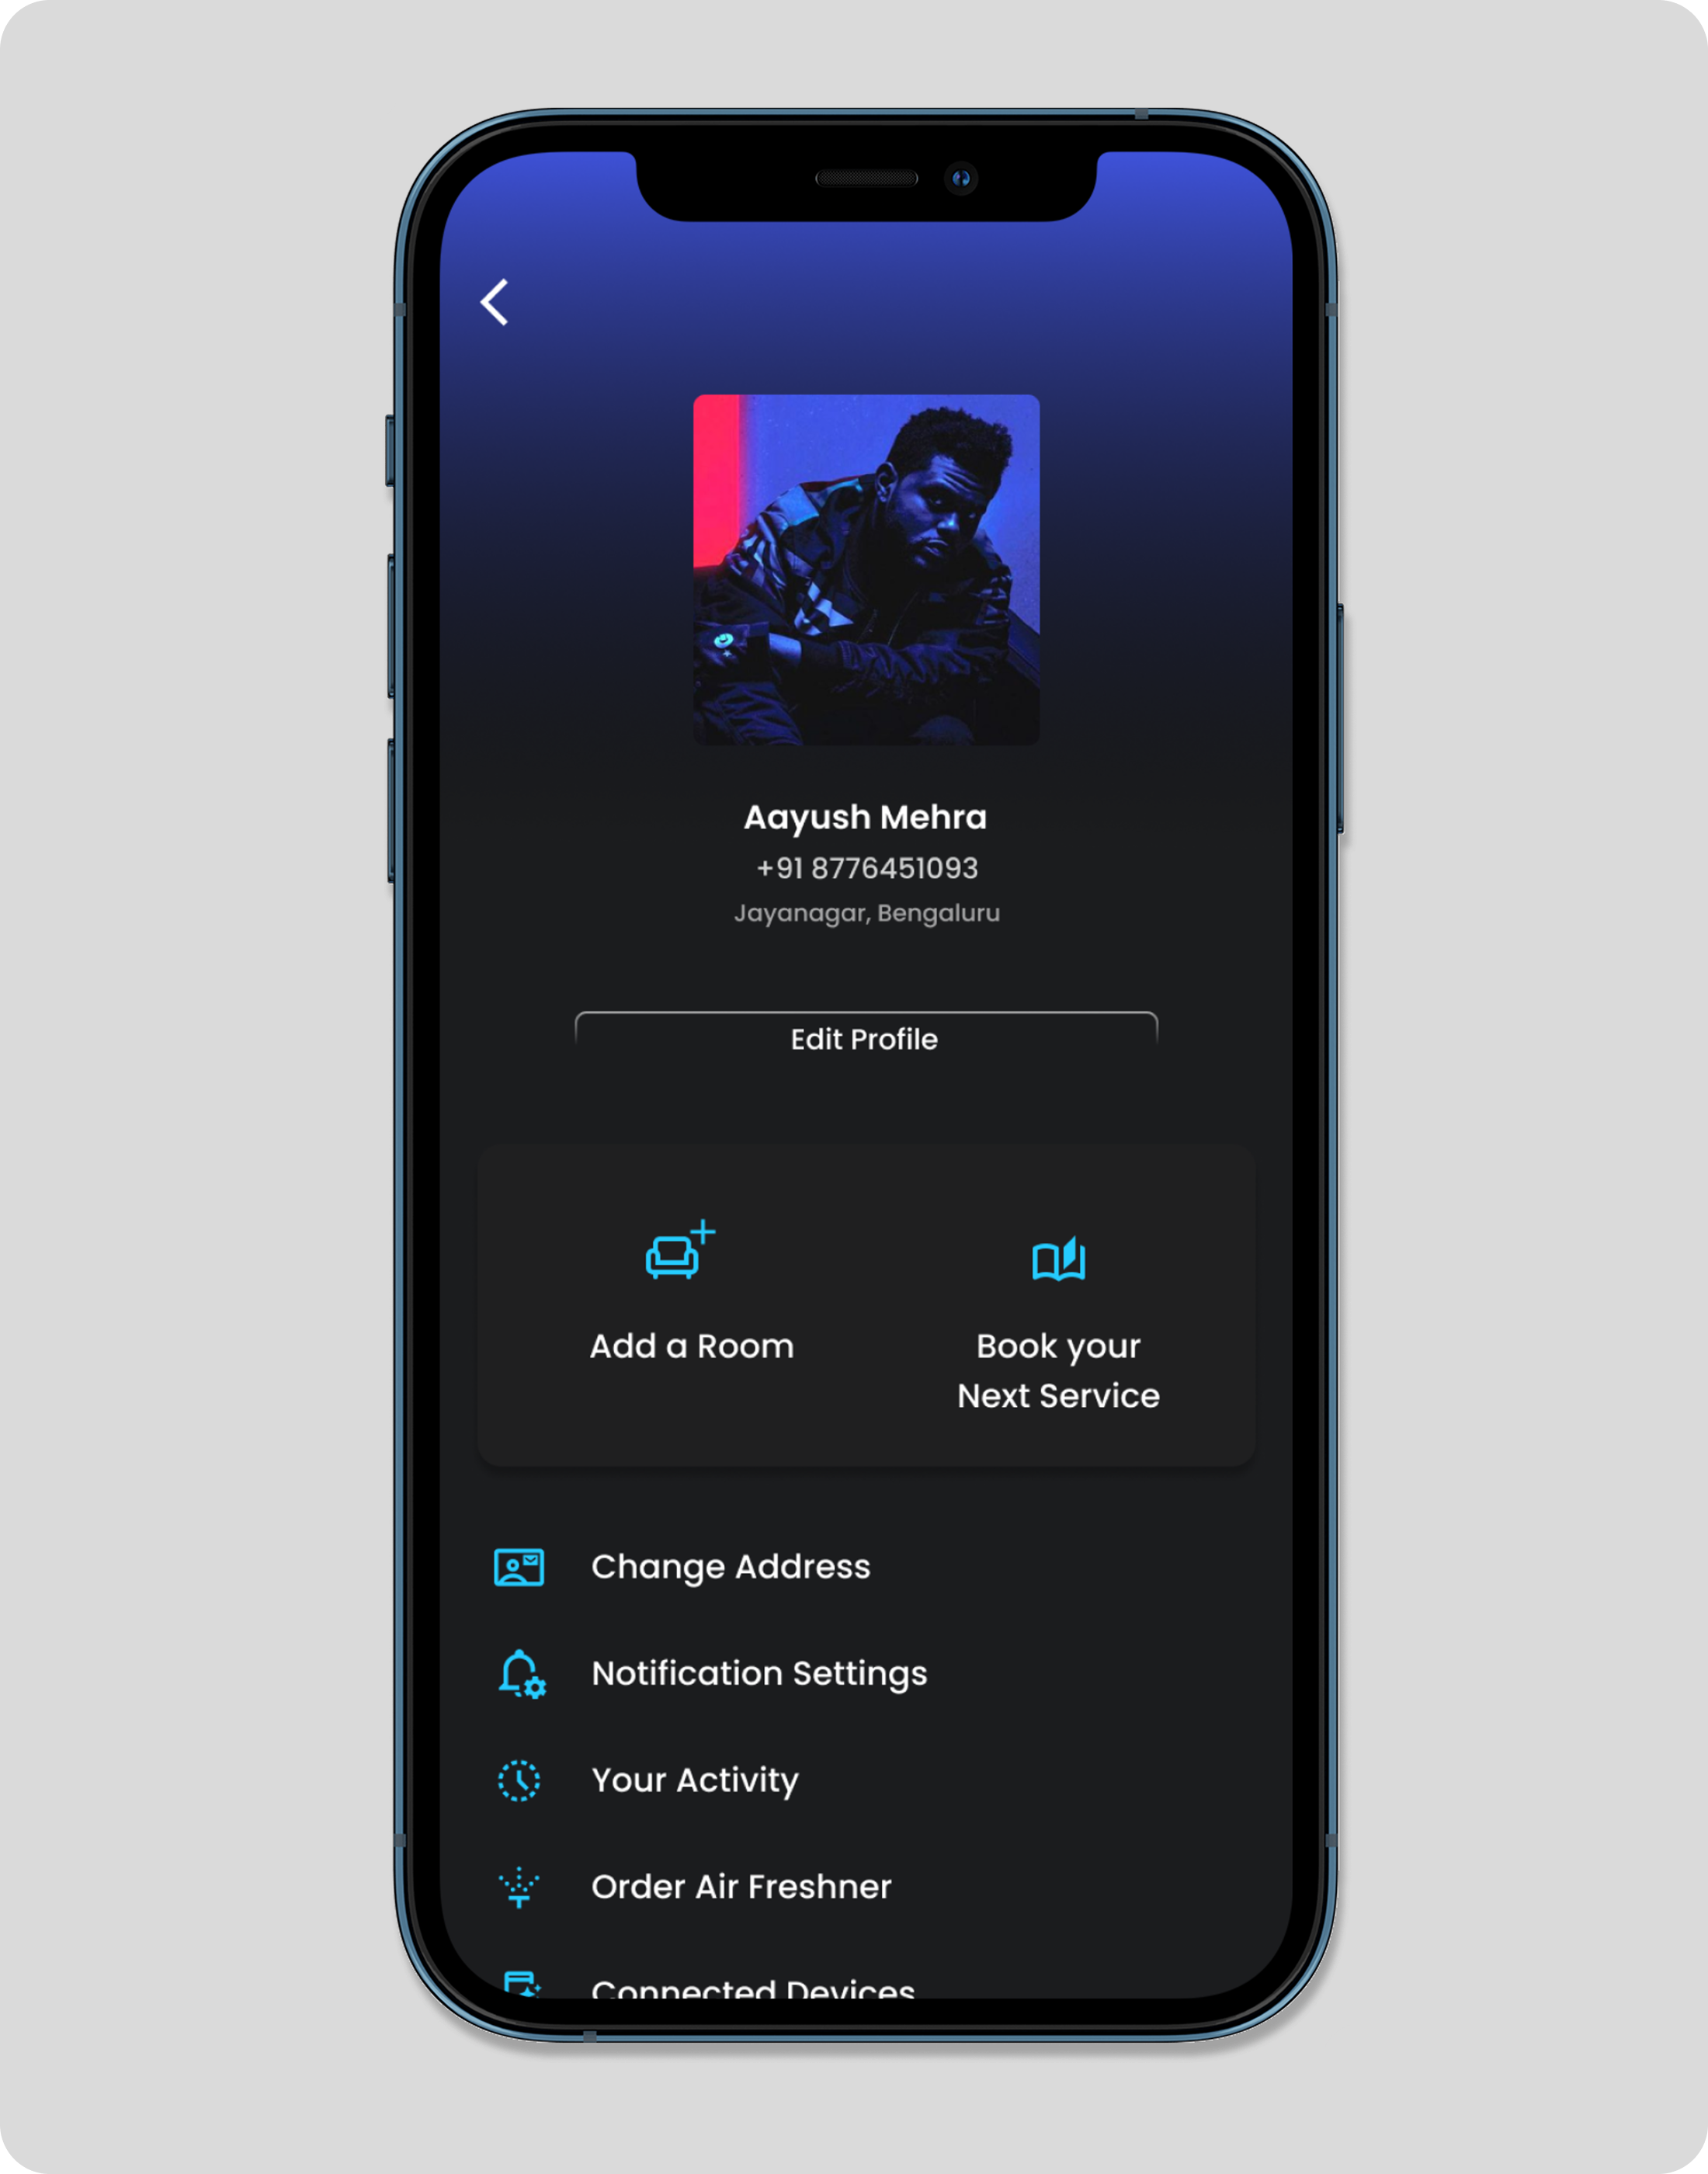 Aayush Mehra
+91 8776451093
Jayanagar, Bengaluru
Edit Profile
Add a Room
Book your
Next Service
Change Address
Notification Settings
Your Activity
Order Air Freshner
Connected Devices